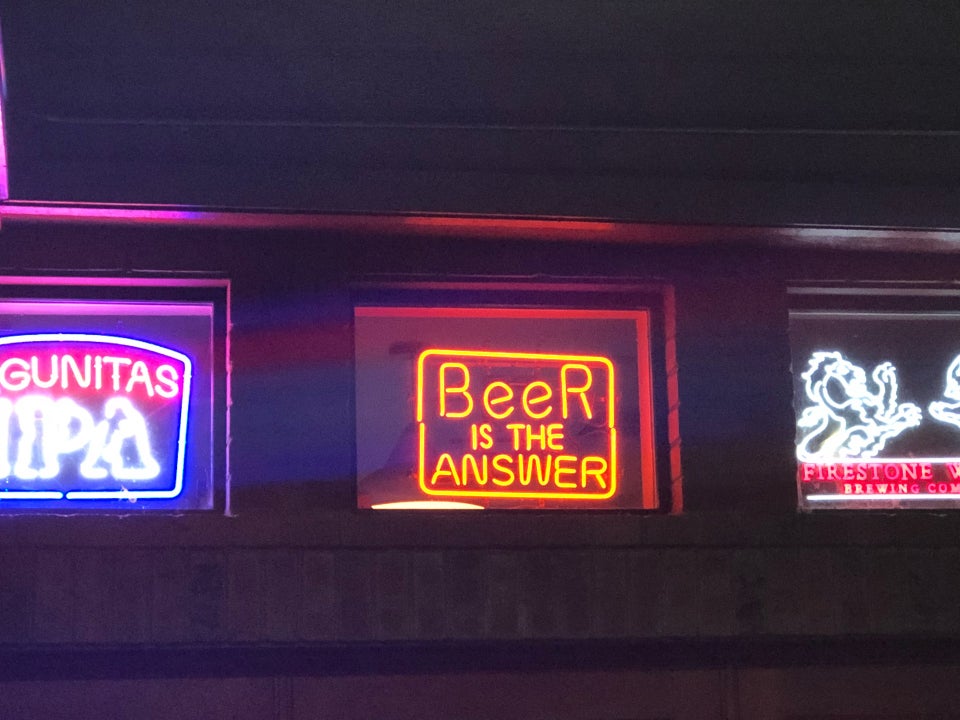 GUNITAS
IPA
BeeR
IS THE
ANSWER
FIRESTONE W
BREWING COM